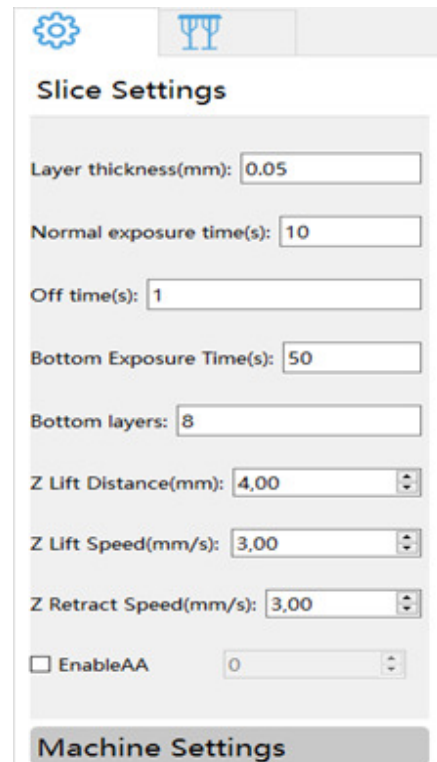 Slice Settings
Layer thickness(mm): 0.05
Normal exposure time(s): 10
Off time(s): 1
Bottom Exposure Time(s): 50
Bottom layers: 8
Z Lift Distance(mm): 4,00
Z Lift Speed(mm/s): 3,00
Z Retract Speed(mm/s): 3,00
EnableAA 0
Machine Settings